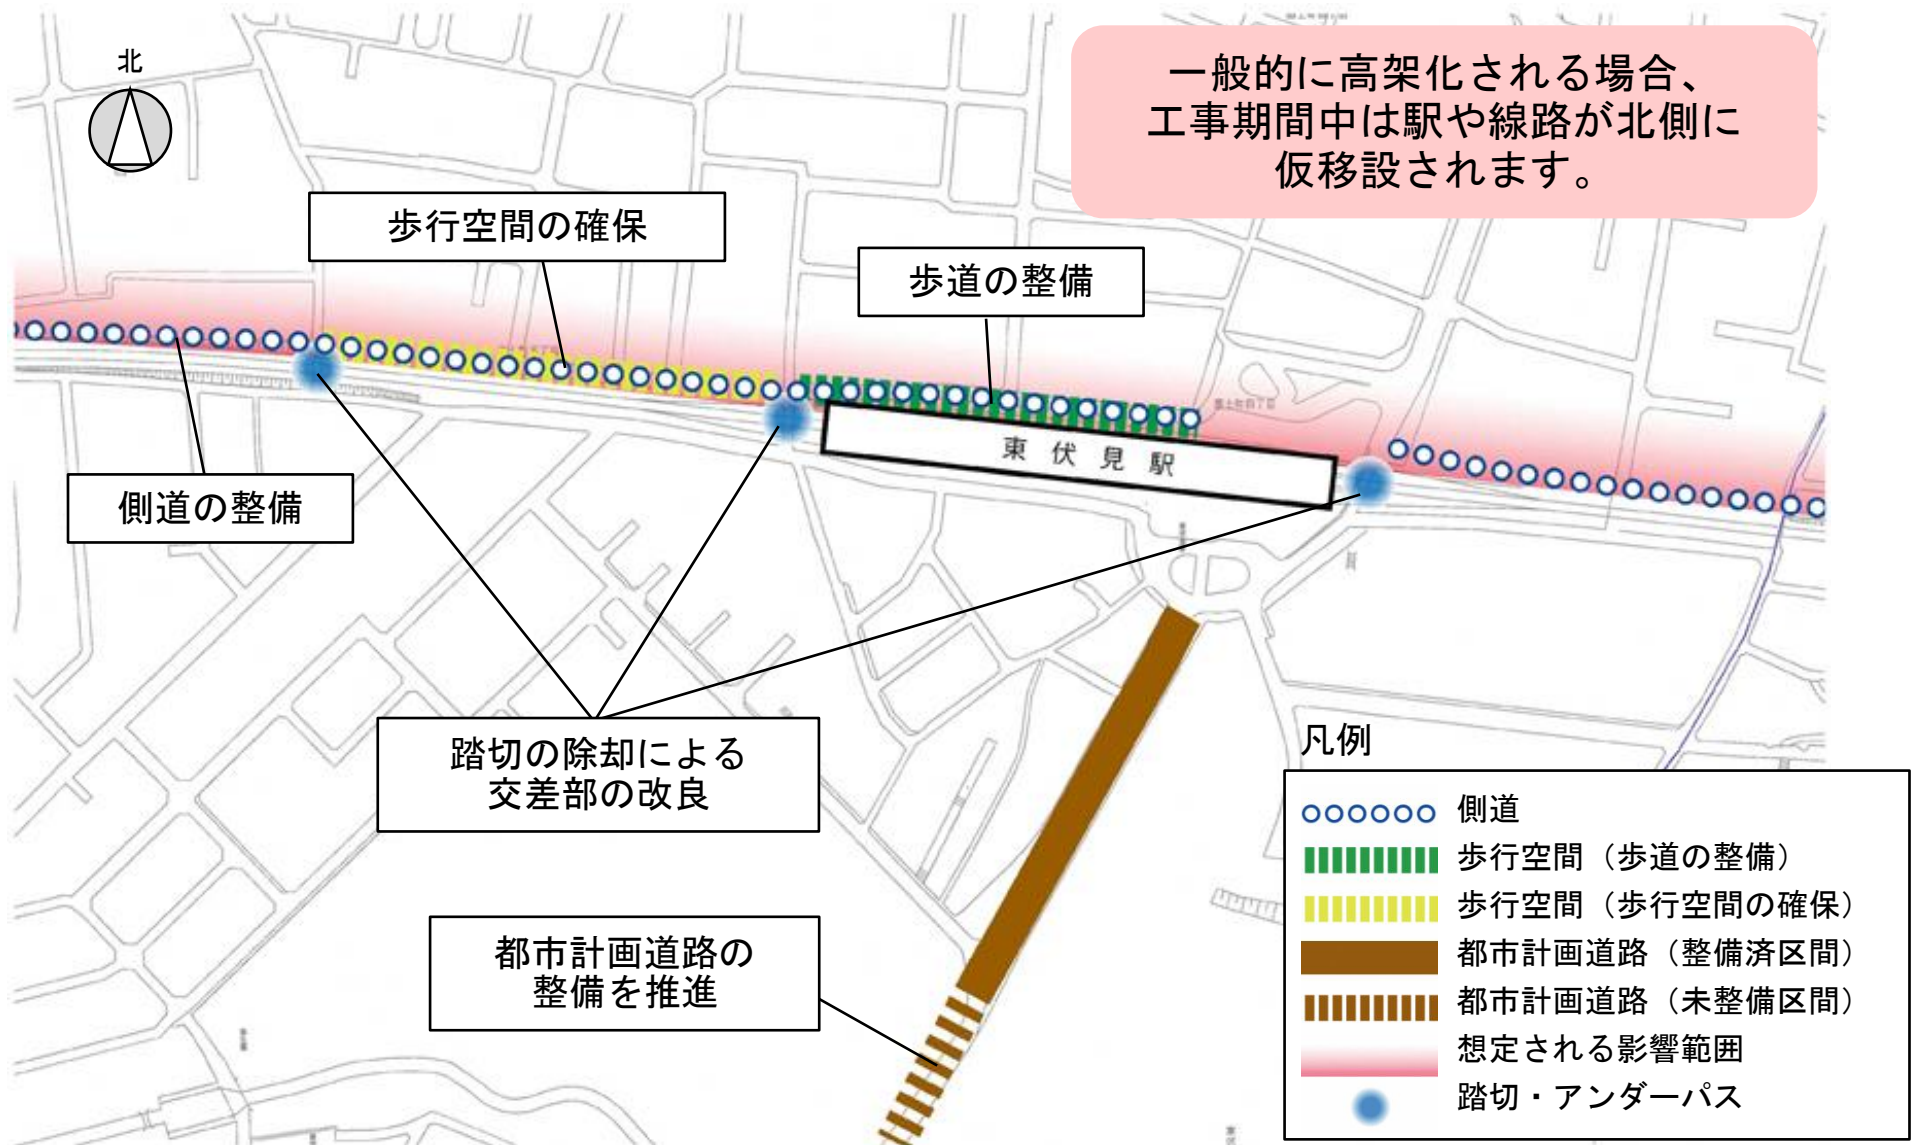 北
一般的に高架化される場合、
工事期間中は駅や線路が北側に
仮移設されます。
歩行空間の確保
歩道の整備
東伏見駅
側道の整備
踏切の除却による
交差部の改良
都市計画道路の
整備を推進
凡例
側道
歩行空間（歩道の整備）
歩行空間（歩行空間の確保）
都市計画道路（整備済区間）
都市計画道路（未整備区間）
想定される影響範囲
踏切・アンダーパス